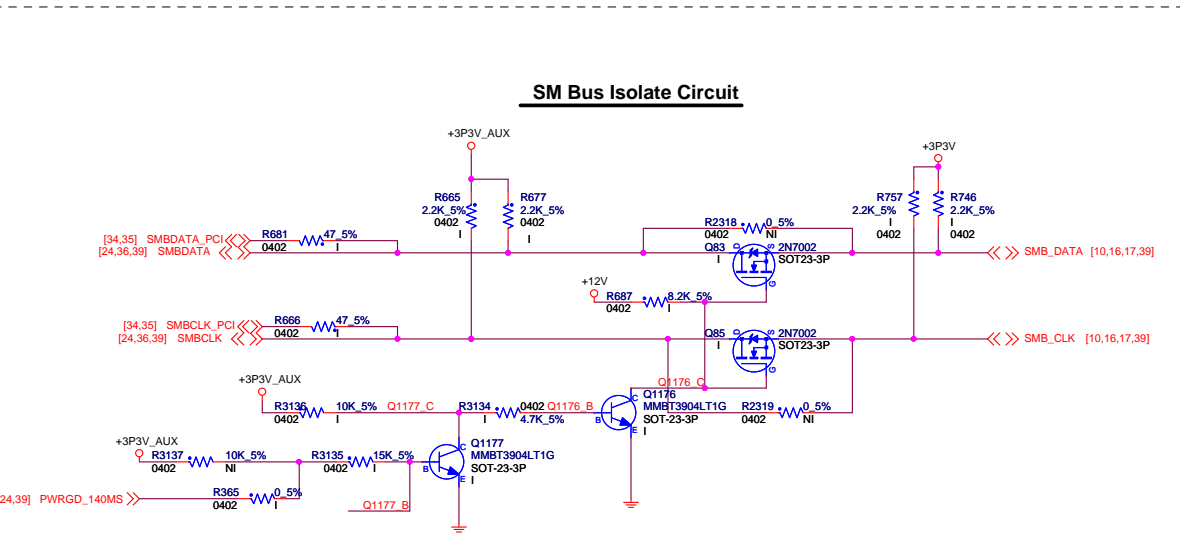 SM Bus Isolate Circuit
+3P3V_AUX
+3P3V
R665
2.2K_5%
0402
I
R677
2.2K_5%
0402
I
R757
2.2K_5%
I
0402
R746
2.2K_5%
I
0402
[34,35] SMBDATA_PCI
R681
47_5%
0402
I
[24,36,39] SMBDATA
R2318
0_5%
0402
NI
Q83
I
D
S
G
2N7002
SOT23-3P
SMB_DATA [10,16,17,39]
+12V
R687
8.2K_5%
0402
I
[34,35] SMBCLK_PCI
R666
47_5%
0402
I
[24,36,39] SMBCLK
Q85
I
D
S
G
2N7002
SOT23-3P
SMB_CLK [10,16,17,39]
+3P3V_AUX
R3136
10K_5%
0402
I
Q1177_C
R3134
0402
I
4.7K_5%
Q1176_B
Q1176_C
Q1176
MMBT3904LT1G
SOT-23-3P
I
B
C
E
R2319
0_5%
0402
NI
+3P3V_AUX
R3137
10K_5%
0402
NI
R3135
15K_5%
0402
I
Q1177
MMBT3904LT1G
SOT-23-3P
I
B
C
E
24,39] PWRGD_140MS
R365
0_5%
0402
I
Q1177_B